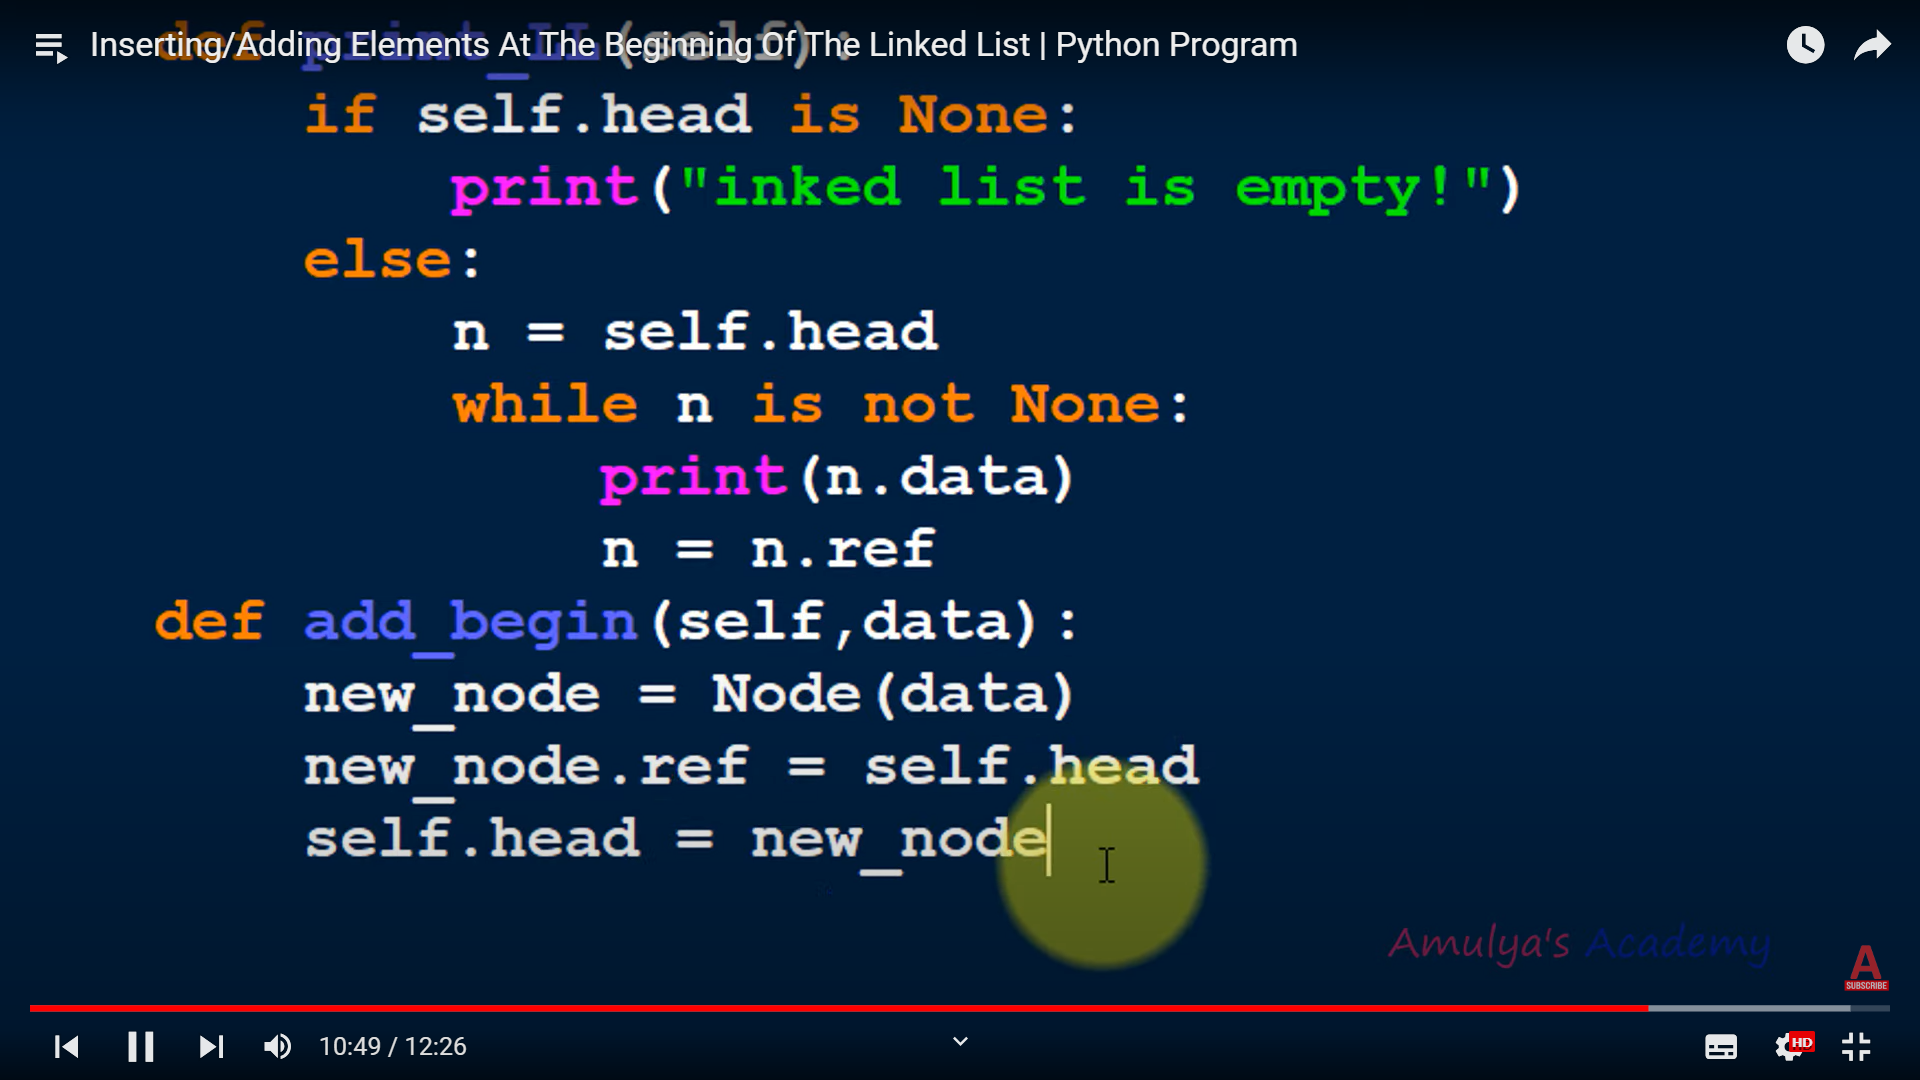 Inserting/Adding Elements At The Beginning Of The Linked List | Python Program
def print_LL(self):
if self.head is None:
print("inked list is empty!")
else:
n = self.head
while n is not None:
print(n.data)
n = n.ref
def add_begin(self,data):
new_node = Node(data)
new_node.ref = self.head
self.head = new_node
Amulya's Academy
A
SUBSCRIBE
10:49 / 12:26
HD